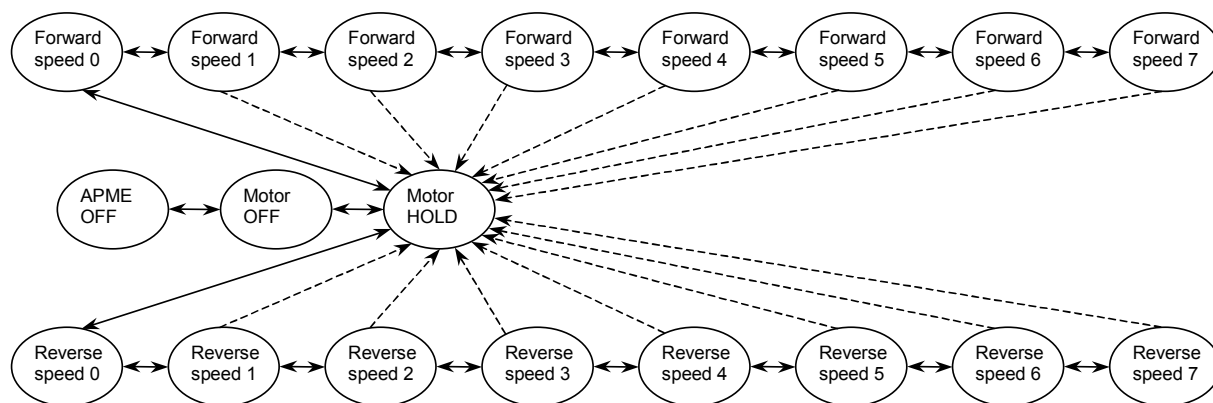 Forward
speed 0
Forward
speed 1
Forward
speed 2
Forward
speed 3
Forward
speed 4
Forward
speed 5
Forward
speed 6
Forward
speed 7
APME
OFF
Motor
OFF
Motor
HOLD
Reverse
speed 0
Reverse
speed 1
Reverse
speed 2
Reverse
speed 3
Reverse
speed 4
Reverse
speed 5
Reverse
speed 6
Reverse
speed 7